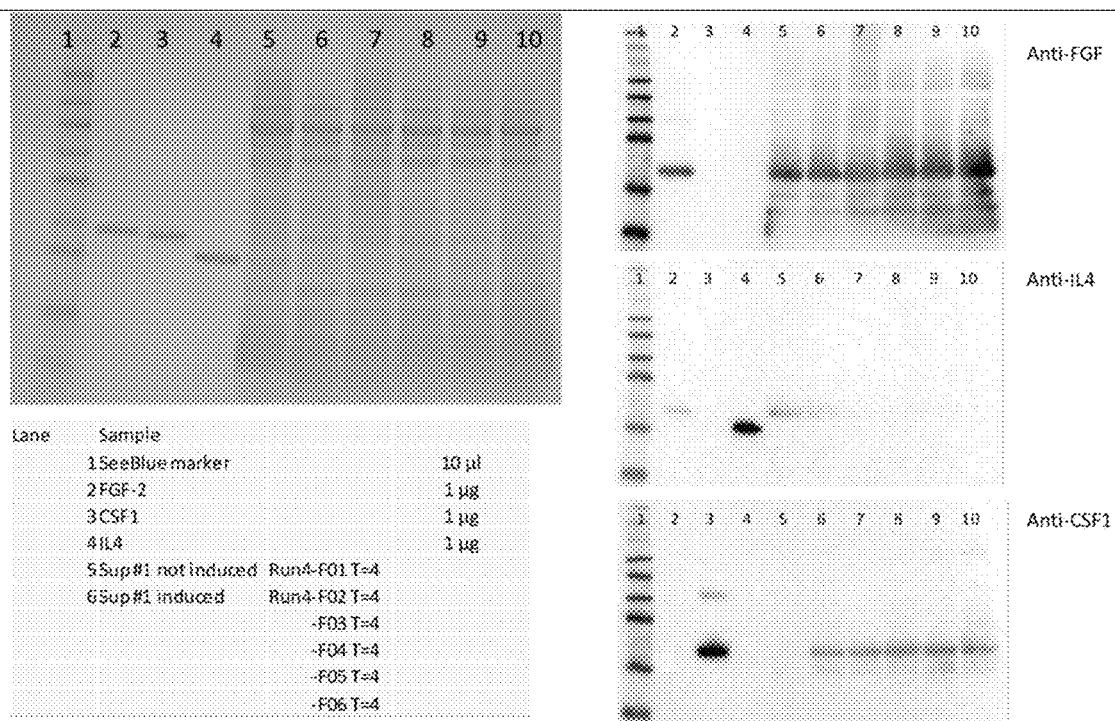 1 2 3 4 5 6 7 8 9 10
Lane Sample
1 SeeBlue marker 10 µl
2 FGF-2 1 µg
3 CSF1 1 µg
4 IL4 1 µg
5 Sup #1 not induced Run4-F01 T=4
6 Sup #1 induced Run4-F02 T=4
-F03 T=4
-F04 T=4
-F05 T=4
-F06 T=4
1 2 3 4 5 6 7 8 9 10
Anti-FGF
1 2 3 4 5 6 7 8 9 10
Anti-IL4
1 2 3 4 5 6 7 8 9 10
Anti-CSF1